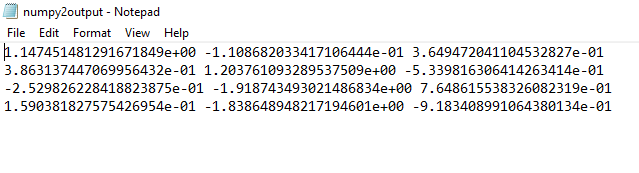 numpy2output - Notepad
File Edit Format View Help
1.147451481291671849e+00 -1.108682033417106444e-01 3.649472041104532827e-01
3.863137447069956432e-01 1.203761093289537509e+00 -5.339816306414263414e-01
-2.529826228418823875e-01 -1.918743493021486834e+00 7.648615538326082319e-01
1.590381827575426954e-01 -1.838648948217194601e+00 -9.183408991064380134e-01